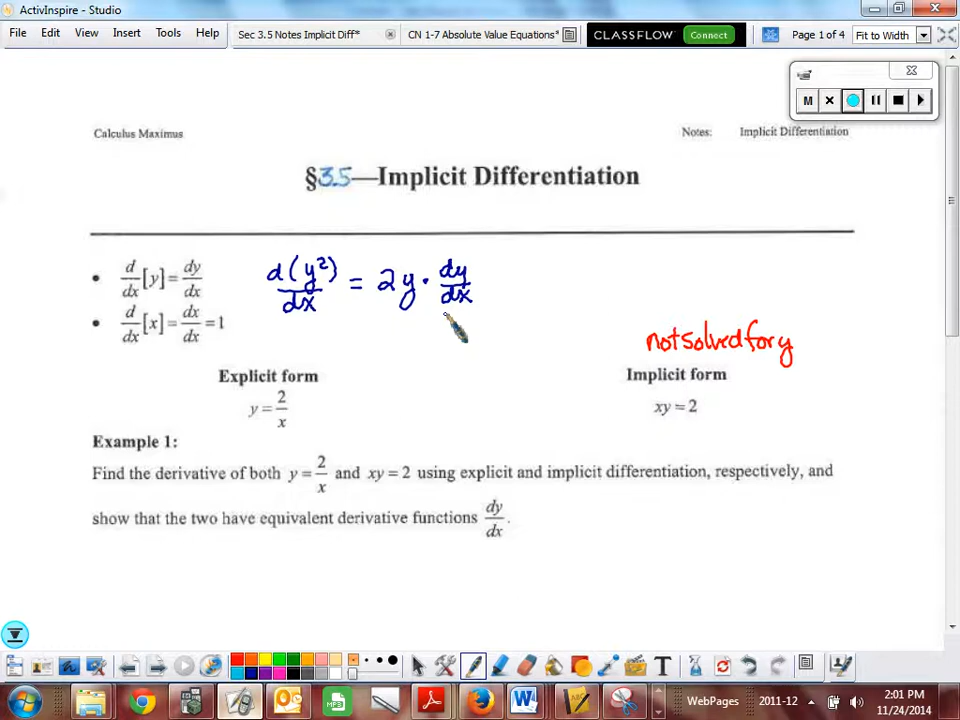 ActivInspire - Studio
File Edit View Insert Tools Help
Sec 3.5 Notes Implicit Diff* CN 1-7 Absolute Value Equations* CLASSFLOW Connect Page 1 of 4 Fit to Width
M
Calculus Maximus Notes: Implicit Differentiation
§3.5—Implicit Differentiation
• d/dx [y] = dy/dx d(y²)/dx = 2y · dy/dx
• d/dx [x] = dx/dx = 1
not solved for y
Explicit form Implicit form
y = 2/x xy = 2
Example 1:
Find the derivative of both y = 2/x and xy = 2 using explicit and implicit differentiation, respectively, and
show that the two have equivalent derivative functions dy/dx.
WebPages 2011-12 2:01 PM
11/24/2014